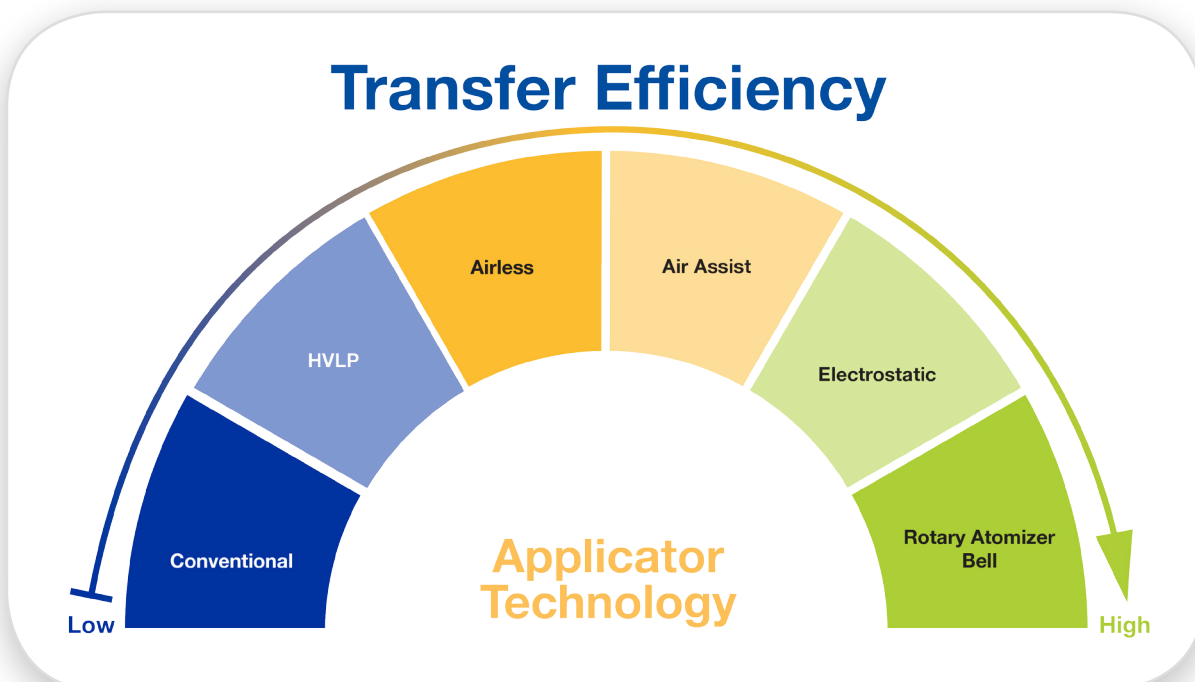 Transfer Efficiency
Airless
Air Assist
HVLP
Electrostatic
Conventional
Rotary Atomizer
Bell
Applicator
Technology
Low
High